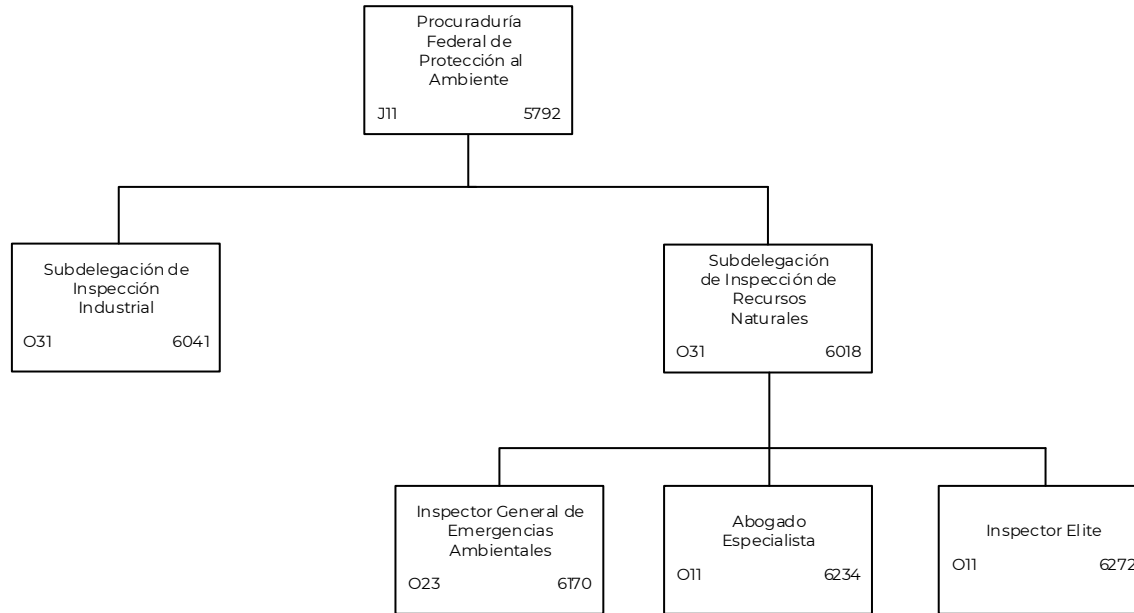 Procuraduría
Federal de
Protección al
Ambiente
J11 5792
Subdelegación de
Inspección
Industrial
O31 6041
Subdelegación
de Inspección de
Recursos
Naturales
O31 6018
Inspector General de
Emergencias
Ambientales
O23 6170
Abogado
Especialista
O11 6234
Inspector Elite
O11 6272